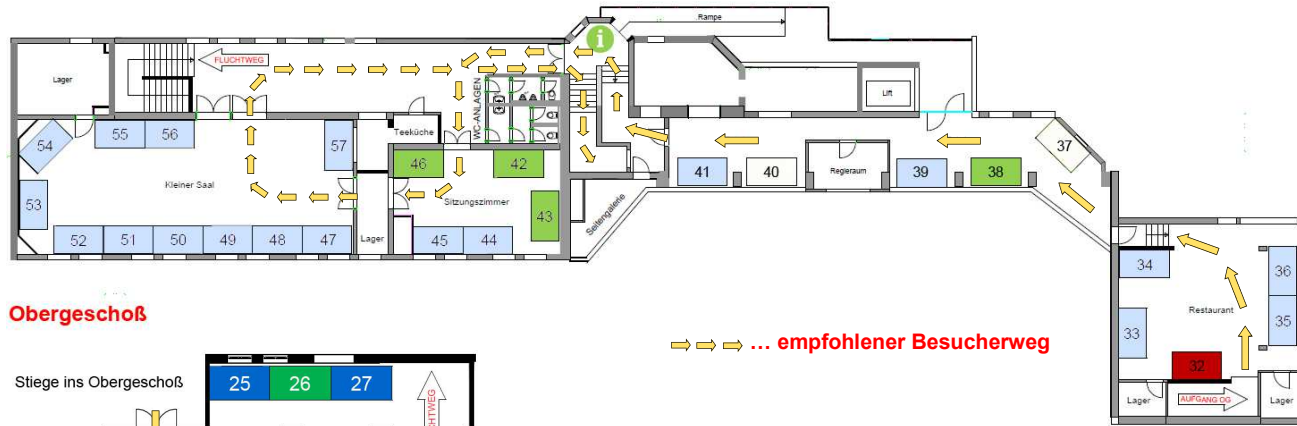 Rampe
i
Lager
FLUCHTWEG
Lift
WC-ANLAGEN
Teeküche
54
55
56
57
46
42
41
40
Regieraum
39
38
37
Kleiner Saal
Sitzungszimmer
53
43
Seitengalerie
52
51
50
49
48
47
Lager
45
44
34
36
Restaurant
33
35
32
Lager
AUFGANG OG
Lager
Obergeschoß
... empfohlener Besucherweg
Stiege ins Obergeschoß
25
26
27
CHTWEG